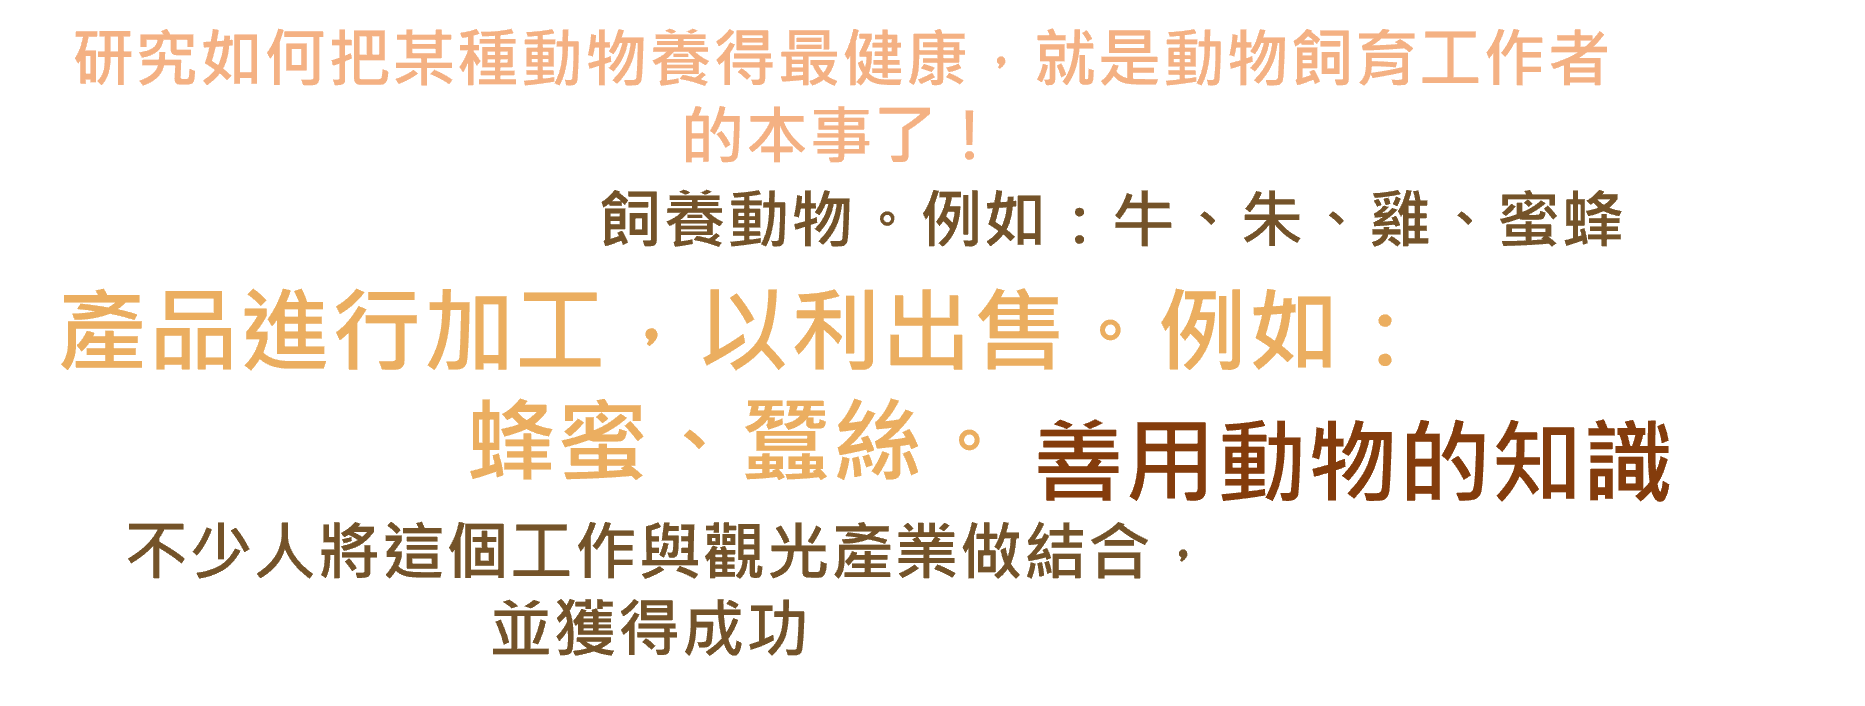 研究如何把某種動物養得最健康，就是動物飼育工作者
的本事了！
飼養動物。例如：牛、朱、雞、蜜蜂
產品進行加工，以利出售。例如：
蜂蜜、蠶絲。
善用動物的知識
不少人將這個工作與觀光產業做結合，
並獲得成功